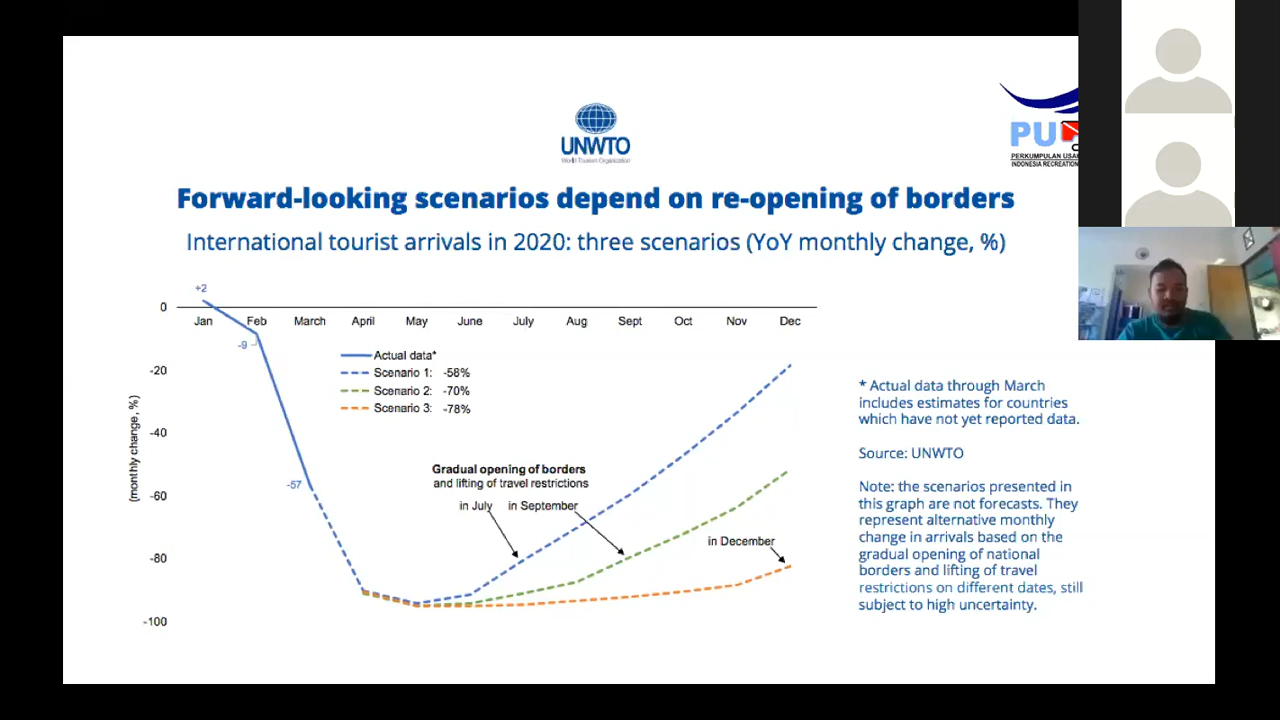 UNWTO
World Tourism Organization
PU
PERKUMPULAN USA
INDONESIA RECREATION
Forward-looking scenarios depend on re-opening of borders
International tourist arrivals in 2020: three scenarios (YoY monthly change, %)
+2
0
Jan Feb March April May June July Aug Sept Oct Nov Dec
-9
-20
-40
-57
-60
-80
-100
(monthly change, %)
Actual data*
Scenario 1: -58%
Scenario 2: -70%
Scenario 3: -78%
Gradual opening of borders
and lifting of travel restrictions
in July in September
in December
* Actual data through March
includes estimates for countries
which have not yet reported data.
Source: UNWTO
Note: the scenarios presented in
this graph are not forecasts. They
represent alternative monthly
change in arrivals based on the
gradual opening of national
borders and lifting of travel
restrictions on different dates, still
subject to high uncertainty.